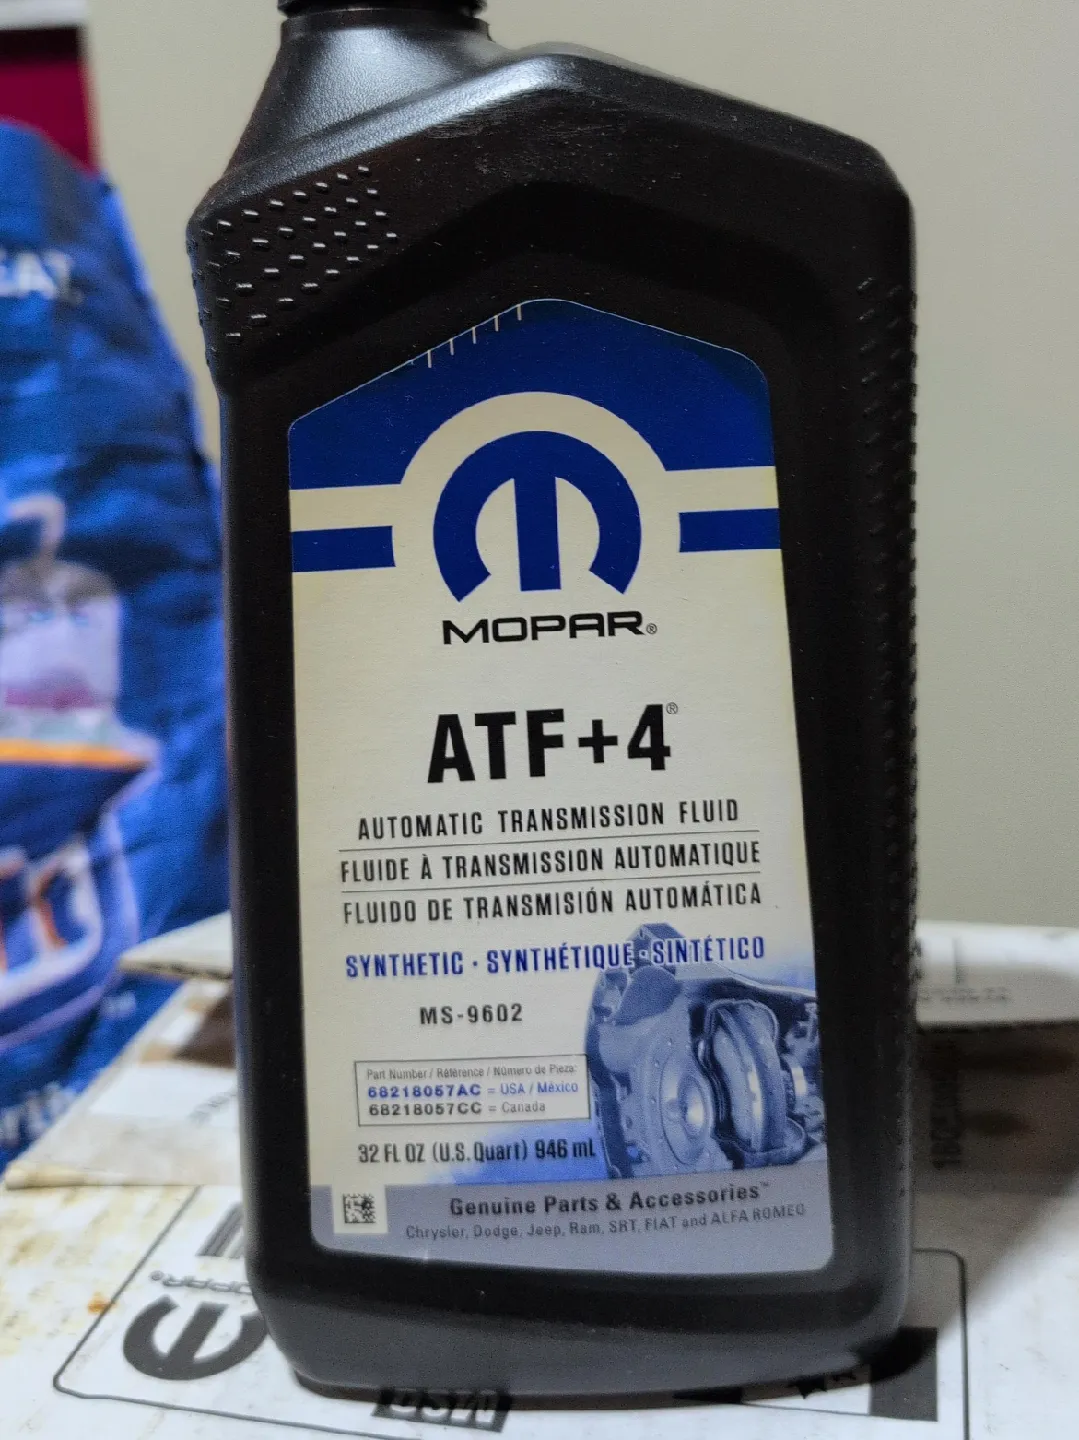 MOPAR®
ATF+4®
AUTOMATIC TRANSMISSION FLUID
FLUIDE À TRANSMISSION AUTOMATIQUE
FLUIDO DE TRANSMISIÓN AUTOMÁTICA
SYNTHETIC · SYNTHÉTIQUE · SINTÉTICO
MS-9602
Part Number / Référence / Número de Pieza:
68218057AC = USA / México
68218057CC = Canada
32 FL OZ (U.S. Quart) 946 mL
Genuine Parts & Accessories™
Chrysler, Dodge, Jeep, Ram, SRT, FIAT and ALFA ROMEO